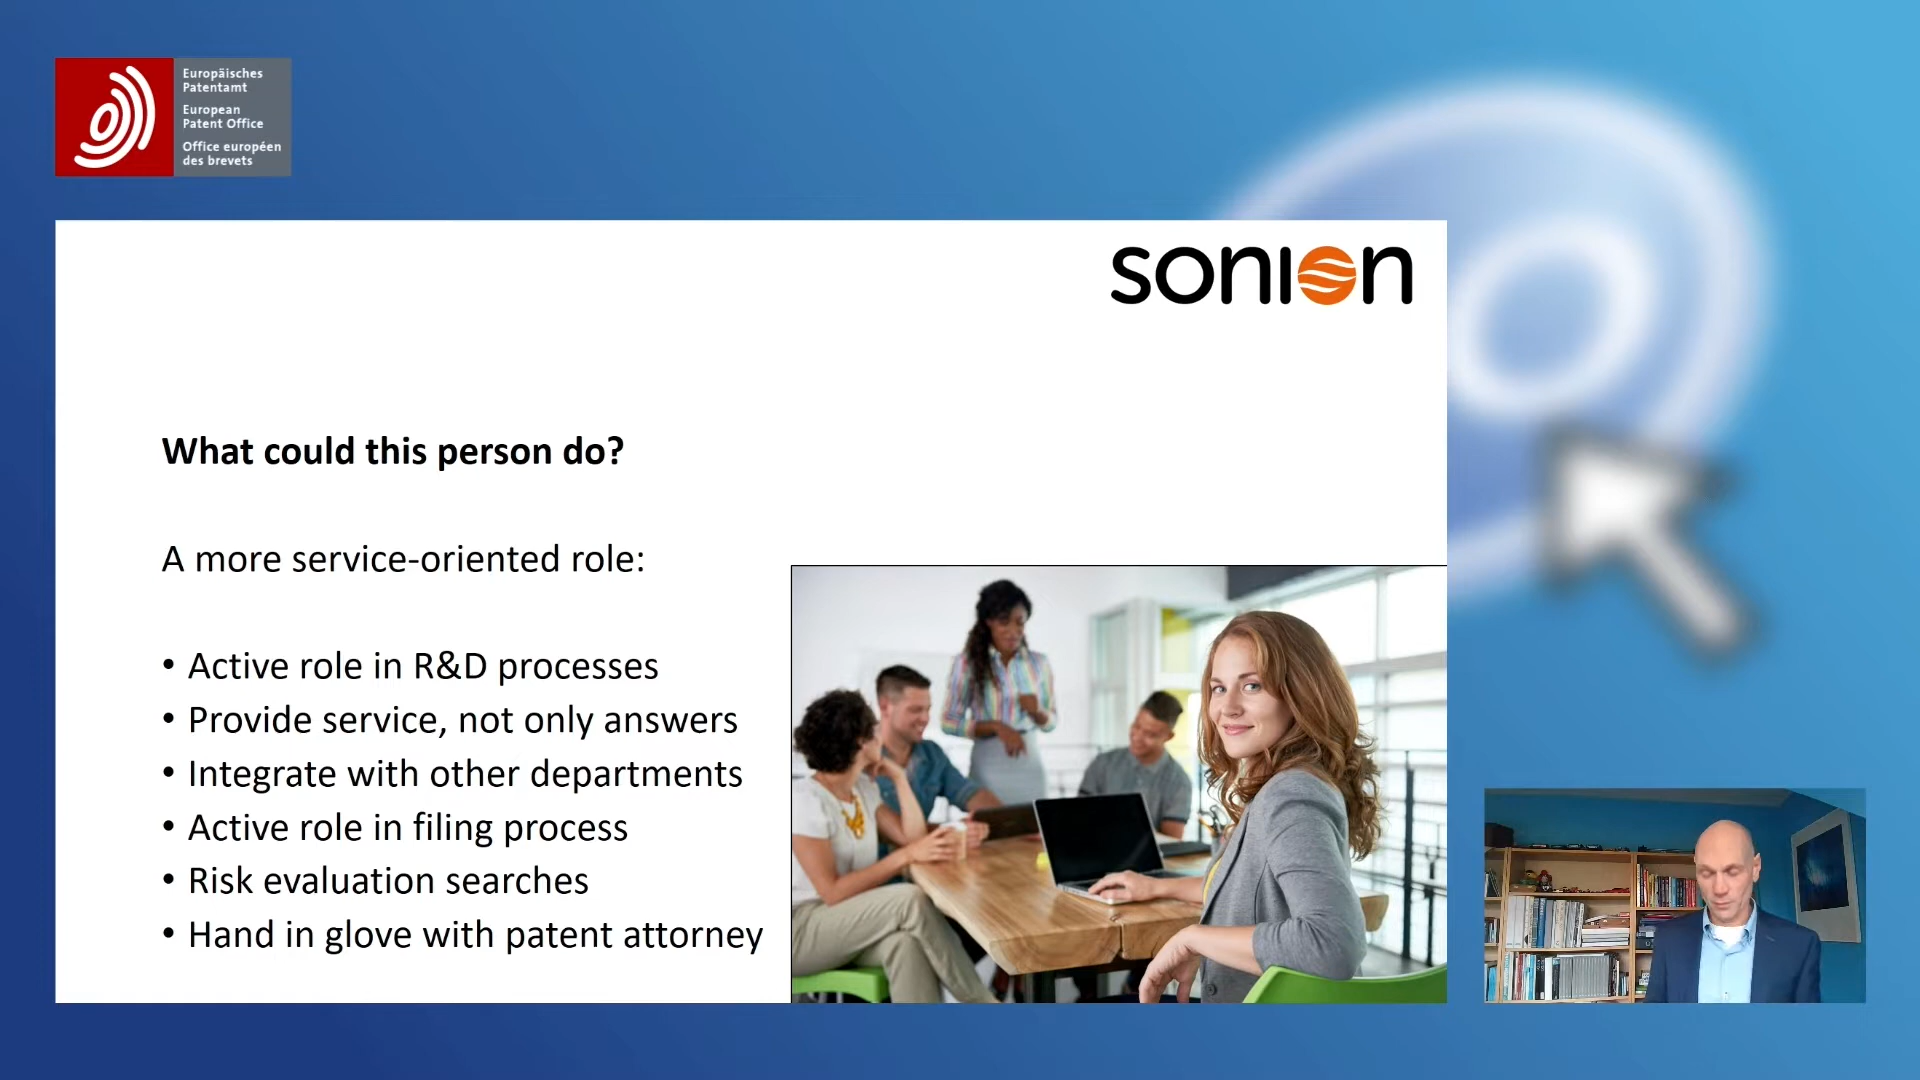 Europäisches
Patentamt
European
Patent Office
Office européen
des brevets
sonion
What could this person do?
A more service-oriented role:
• Active role in R&D processes
• Provide service, not only answers
• Integrate with other departments
• Active role in filing process
• Risk evaluation searches
• Hand in glove with patent attorney